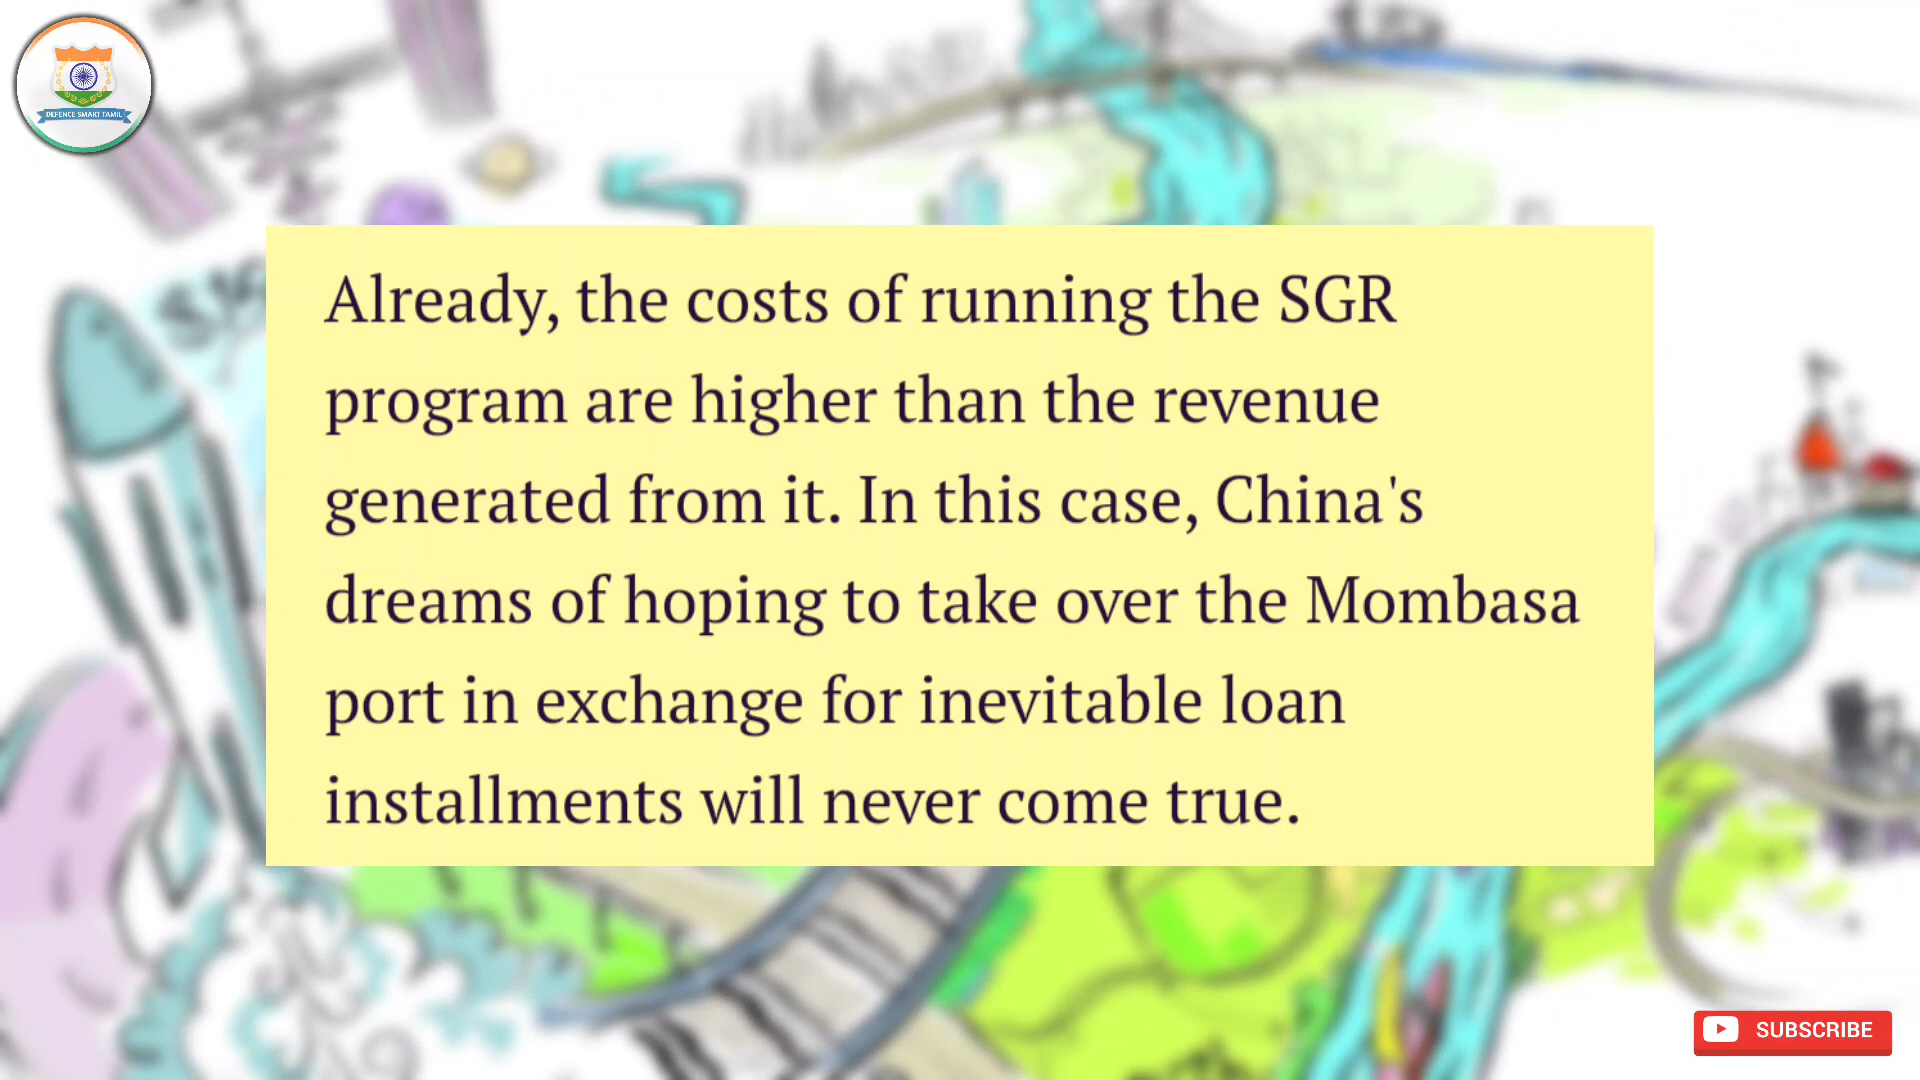 DEFENCE SMART TAMIL
Already, the costs of running the SGR
program are higher than the revenue
generated from it. In this case, China's
dreams of hoping to take over the Mombasa
port in exchange for inevitable loan
installments will never come true.
SUBSCRIBE